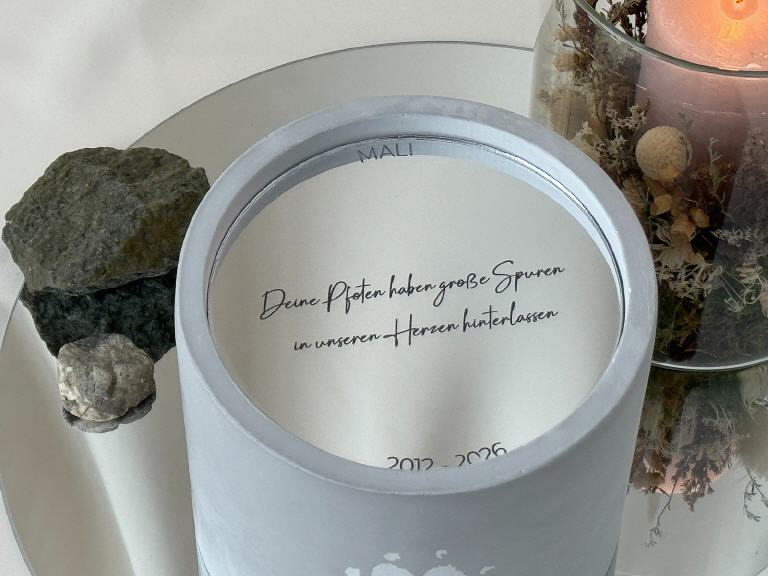 MALI
Deine Pfoten haben große Spuren
in unseren Herzen hinterlassen
2012 - 2026